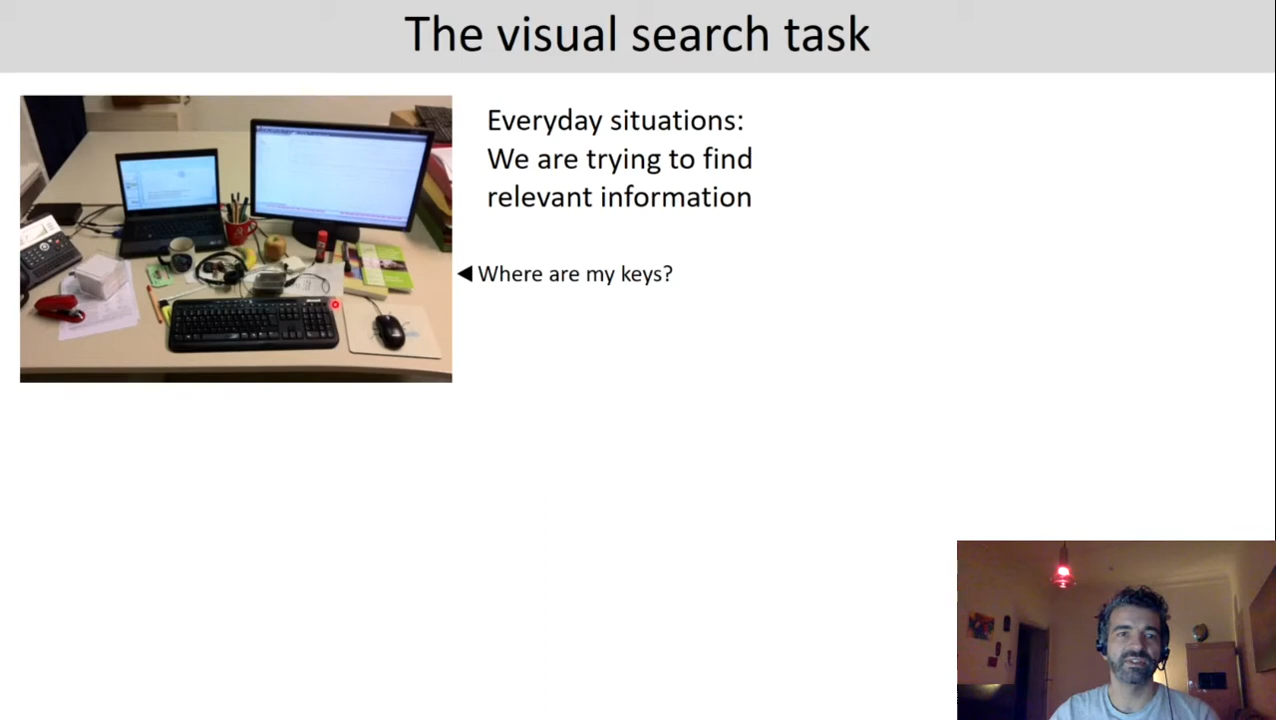 The visual search task
Everyday situations:
We are trying to find
relevant information
◀ Where are my keys?